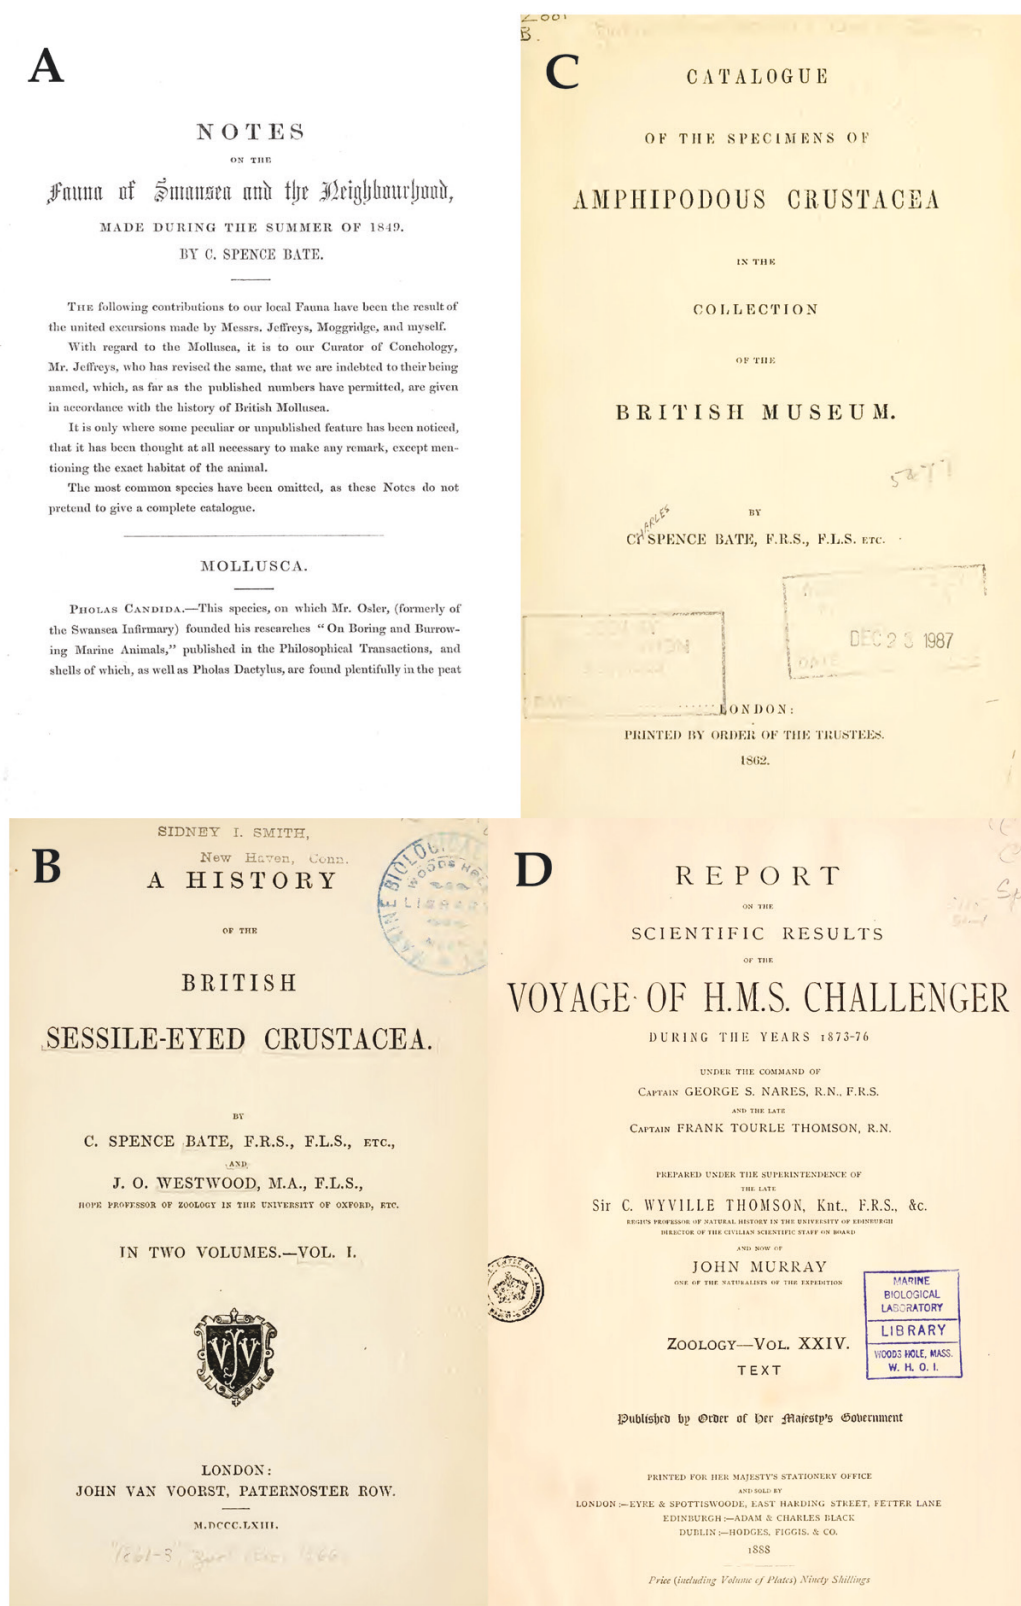 A
NOTES
ON THE
Fauna of Swansea and the Neighbourhood,
MADE DURING THE SUMMER OF 1849.
BY C. SPENCE BATE.
THE following contributions to our local Fauna have been the result of
the united excursions made by Messrs. Jeffreys, Moggridge, and myself.
With regard to the Mollusca, it is to our Curator of Conchology,
Mr. Jeffreys, who has revised the same, that we are indebted to their being
named, which, as far as the published numbers have permitted, are given
in accordance with the history of British Mollusca.
It is only where some peculiar or unpublished feature has been noticed,
that it has been thought at all necessary to make any remark, except men-
tioning the exact habitat of the animal.
The most common species have been omitted, as these Notes do not
pretend to give a complete catalogue.
MOLLUSCA.
PHOLAS CANDIDA.—This species, on which Mr. Osler, (formerly of
the Swansea Infirmary) founded his researches "On Boring and Burrow-
ing Marine Animals," published in the Philosophical Transactions, and
shells of which, as well as Pholas Dactylus, are found plentifully in the peat
C
B.
CATALOGUE
OF THE SPECIMENS OF
AMPHIPODOUS CRUSTACEA
IN THE
COLLECTION
OF THE
BRITISH MUSEUM.
5477
BY
CHARLES
C. SPENCE BATE, F.R.S., F.L.S. ETC.
DEC 23 1987
DATE
LONDON:
PRINTED BY ORDER OF THE TRUSTEES.
1862.
B
SIDNEY I. SMITH,
New Haven, Conn.
MARINE BIOLOGICAL
WOODS HOLE
LIBRARY
A HISTORY
OF THE
BRITISH
SESSILE-EYED CRUSTACEA.
BY
C. SPENCE BATE, F.R.S., F.L.S., ETC.,
AND
J. O. WESTWOOD, M.A., F.L.S.,
HOPE PROFESSOR OF ZOOLOGY IN THE UNIVERSITY OF OXFORD, ETC.
IN TWO VOLUMES.—VOL. I.
VJV
LONDON:
JOHN VAN VOORST, PATERNOSTER ROW.
M.DCCC.LXIII.
"1861-3"
D
REPORT
ON THE
SCIENTIFIC RESULTS
OF THE
VOYAGE OF H.M.S. CHALLENGER
DURING THE YEARS 1873-76
UNDER THE COMMAND OF
CAPTAIN GEORGE S. NARES, R.N., F.R.S.
AND THE LATE
CAPTAIN FRANK TOURLE THOMSON, R.N.
PREPARED UNDER THE SUPERINTENDENCE OF
THE LATE
Sir C. WYVILLE THOMSON, Knt., F.R.S., &c.
REGIUS PROFESSOR OF NATURAL HISTORY IN THE UNIVERSITY OF EDINBURGH
DIRECTOR OF THE CIVILIAN SCIENTIFIC STAFF ON BOARD
AND NOW OF
JOHN MURRAY
ONE OF THE NATURALISTS OF THE EXPEDITION
ZOOLOGY—VOL. XXIV.
TEXT
MARINE
BIOLOGICAL
LABORATORY
LIBRARY
WOODS HOLE, MASS.
W. H. O. I.
Published by Order of Her Majesty's Government
PRINTED FOR HER MAJESTY'S STATIONERY OFFICE
AND SOLD BY
LONDON:—EYRE & SPOTTISWOODE, EAST HARDING STREET, FETTER LANE
EDINBURGH:—ADAM & CHARLES BLACK
DUBLIN:—HODGES, FIGGIS, & CO.
1888
Price (including Volume of Plates) Ninety Shillings